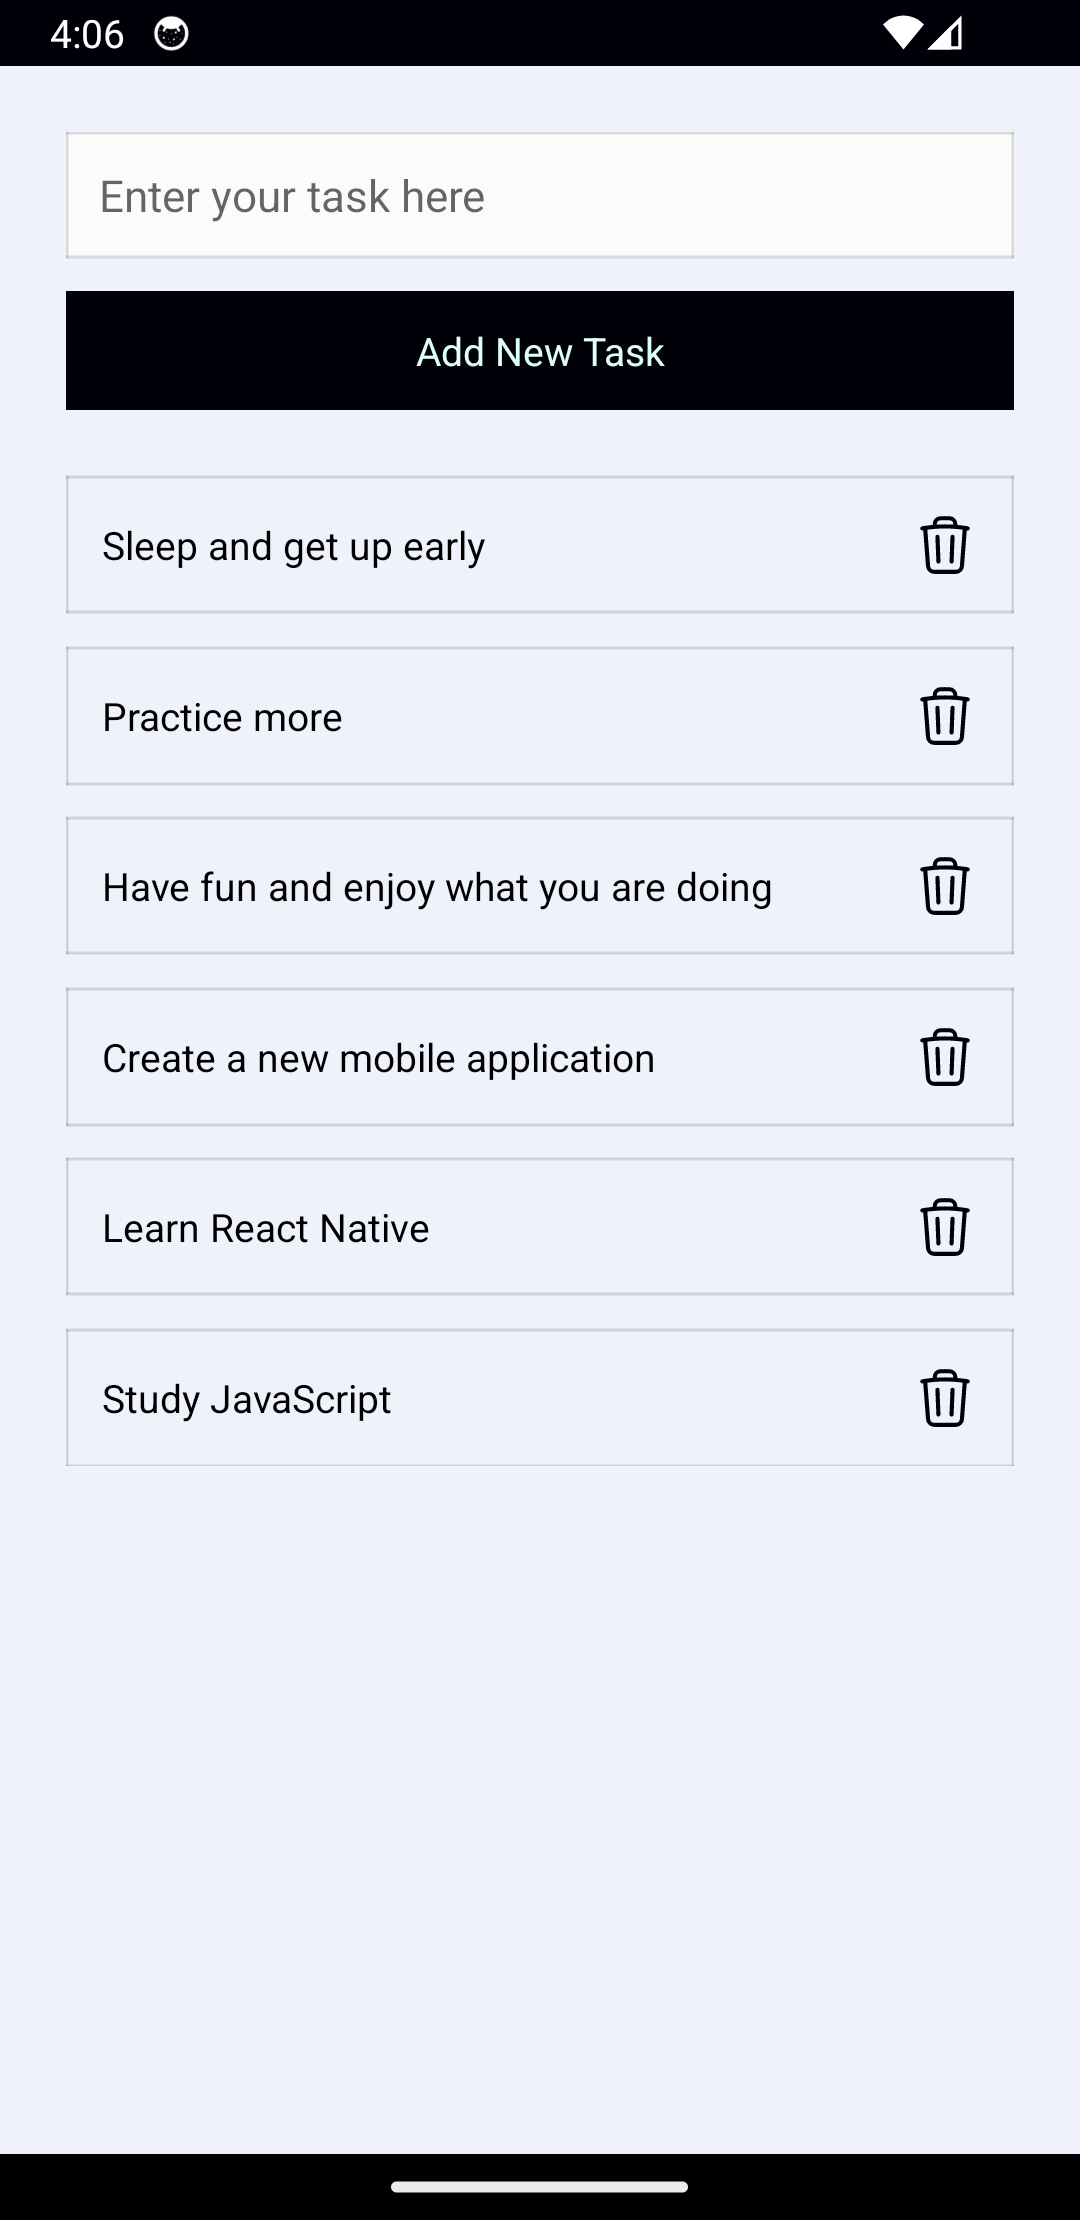 4:06
Enter your task here
Add New Task
Sleep and get up early
Practice more
Have fun and enjoy what you are doing
Create a new mobile application
Learn React Native
Study JavaScript